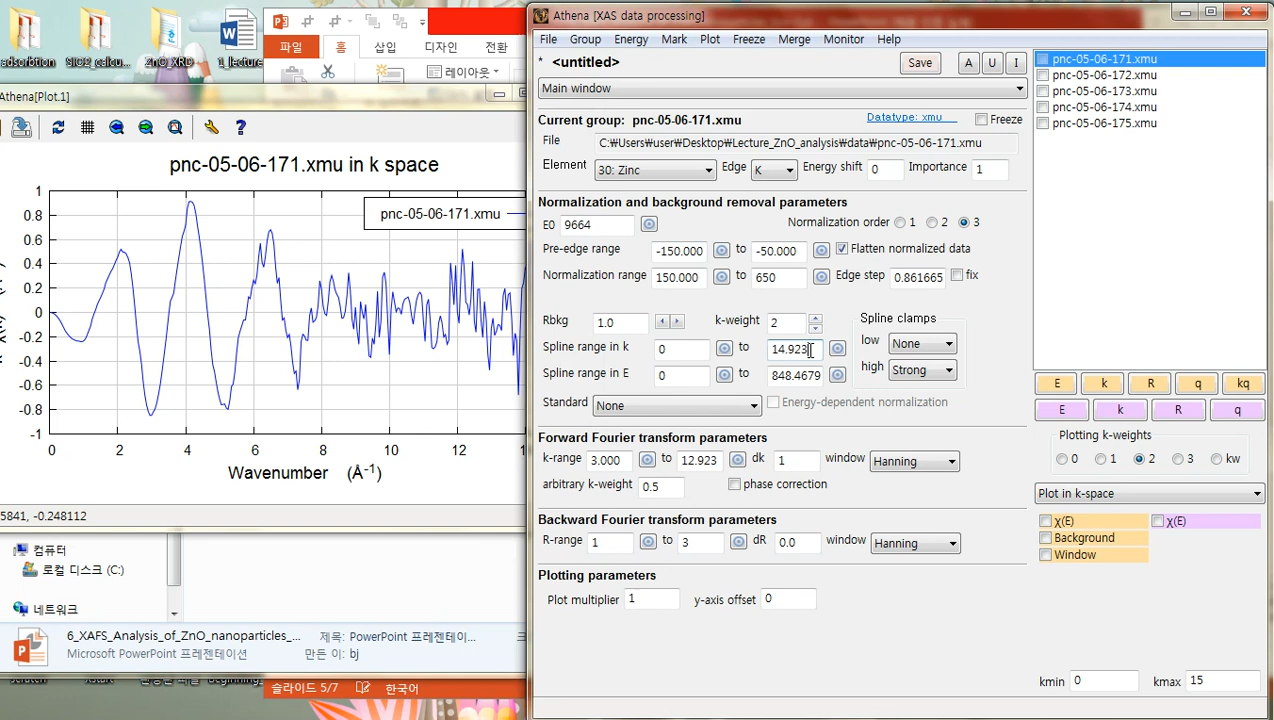 adsorbtion
SIO2_calcu...
ZnO_XRD
1_lecture
파일
홈
삽입
디자인
전환
레이아웃
Athena[Plot.1]
pnc-05-06-171.xmu in k space
pnc-05-06-171.xmu
1
0.8
0.6
0.4
0.2
0
-0.2
-0.4
-0.6
-0.8
-1
0 2 4 6 8 10 12
Wavenumber (Å-1)
5841, -0.248112
컴퓨터
로컬 디스크 (C:)
네트워크
6_XAFS_Analysis_of_ZnO_nanoparticles_...
Microsoft PowerPoint 프레젠테이션
제목: PowerPoint 프레젠테이...
만든 이: bj
슬라이드 5/7
한국어
Athena [XAS data processing]
File Group Energy Mark Plot Freeze Merge Monitor Help
* <untitled>
Save
A U I
Main window
Current group: pnc-05-06-171.xmu
Datatype: xmu
Freeze
File C:₩Users₩user₩Desktop₩Lecture_ZnO_analysis₩data₩pnc-05-06-171.xmu
Element 30: Zinc Edge K Energy shift 0 Importance 1
Normalization and background removal parameters
E0 9664 Normalization order 1 2 3
Pre-edge range -150.000 to -50.000 Flatten normalized data
Normalization range 150.000 to 650 Edge step 0.861665 fix
Rbkg 1.0 k-weight 2 Spline clamps
Spline range in k 0 to 14.923 low None
Spline range in E 0 to 848.4679 high Strong
Standard None Energy-dependent normalization
Forward Fourier transform parameters
k-range 3.000 to 12.923 dk 1 window Hanning
arbitrary k-weight 0.5 phase correction
Backward Fourier transform parameters
R-range 1 to 3 dR 0.0 window Hanning
Plotting parameters
Plot multiplier 1 y-axis offset 0
pnc-05-06-171.xmu
pnc-05-06-172.xmu
pnc-05-06-173.xmu
pnc-05-06-174.xmu
pnc-05-06-175.xmu
E k R q kq
E k R q
Plotting k-weights
0 1 2 3 kw
Plot in k-space
χ(E) χ(E)
Background
Window
kmin 0 kmax 15